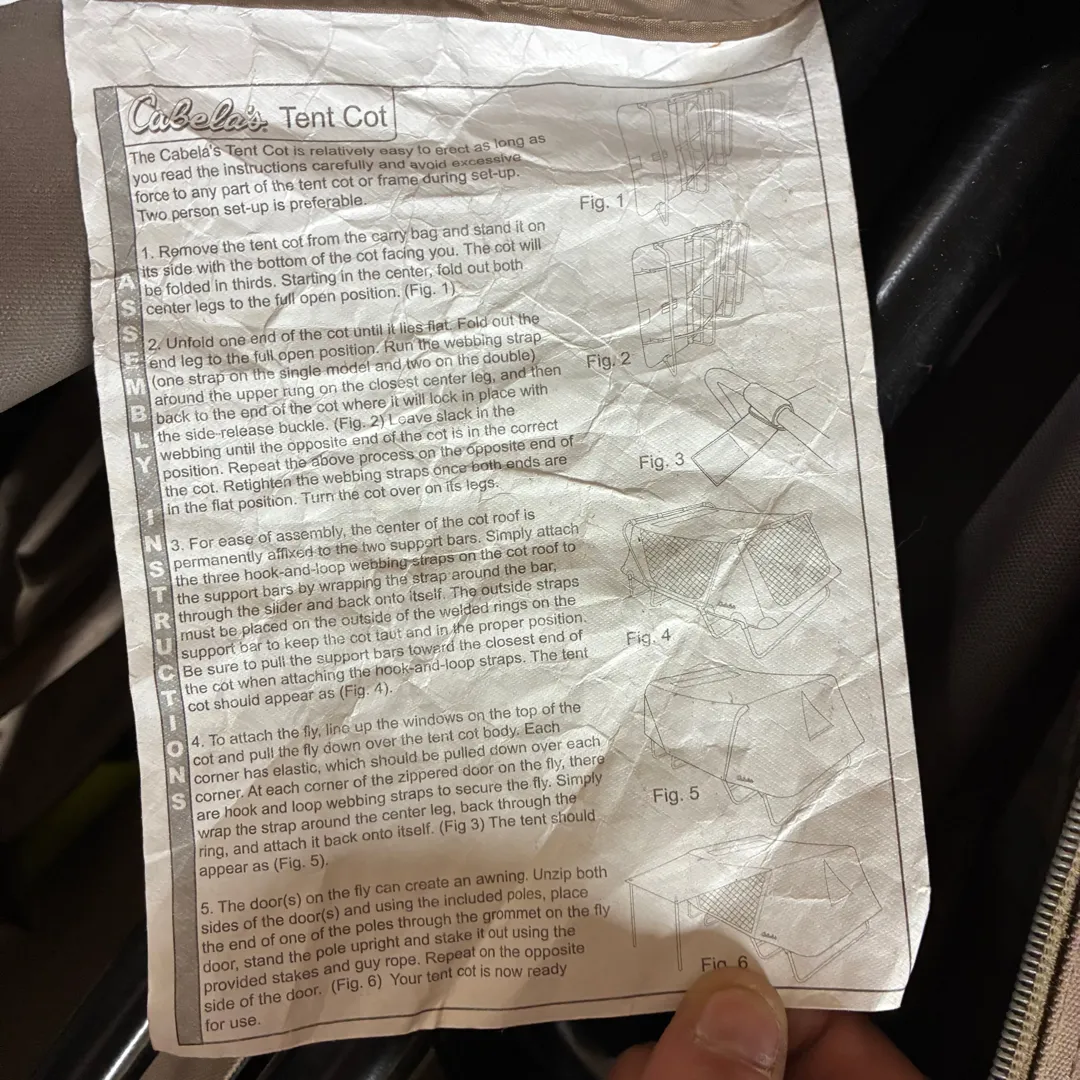 Cabela's Tent Cot
The Cabela's Tent Cot is relatively easy to erect as long as
you read the instructions carefully and avoid excessive
force to any part of the tent cot or frame during set-up.
Two person set-up is preferable.
1. Remove the tent cot from the carry bag and stand it on
its side with the bottom of the cot facing you. The cot will
be folded in thirds. Starting in the center, fold out both
center legs to the full open position. (Fig. 1)
2. Unfold one end of the cot until it lies flat. Fold out the
end leg to the full open position. Run the webbing strap
(one strap on the single model and two on the double)
around the upper rung on the closest center leg, and then
back to the end of the cot where it will lock in place with
the side-release buckle. (Fig. 2) Leave slack in the
webbing until the opposite end of the cot is in the correct
position. Repeat the above process on the opposite end of
the cot. Retighten the webbing straps once both ends are
in the flat position. Turn the cot over on its legs.
3. For ease of assembly, the center of the cot roof is
permanently affixed to the two support bars. Simply attach
the three hook-and-loop webbing straps on the cot roof to
the support bars by wrapping the strap around the bar,
through the slider and back onto itself. The outside straps
must be placed on the outside of the welded rings on the
support bar to keep the cot taut and in the proper position.
Be sure to pull the support bars toward the closest end of
the cot when attaching the hook-and-loop straps. The tent
cot should appear as (Fig. 4).
4. To attach the fly, line up the windows on the top of the
cot and pull the fly down over the tent cot body. Each
corner has elastic, which should be pulled down over each
corner. At each corner of the zippered door on the fly, there
are hook and loop webbing straps to secure the fly. Simply
wrap the strap around the center leg, back through the
ring, and attach it back onto itself. (Fig 3) The tent should
appear as (Fig. 5).
5. The door(s) on the fly can create an awning. Unzip both
sides of the door(s) and using the included poles, place
the end of one of the poles through the grommet on the fly
door, stand the pole upright and stake it out using the
provided stakes and guy rope. Repeat on the opposite
side of the door. (Fig. 6) Your tent cot is now ready
for use.
ASSEMBLY INSTRUCTIONS
Fig. 1
Fig. 2
Fig. 3
Fig. 4
Fig. 5
Fig. 6